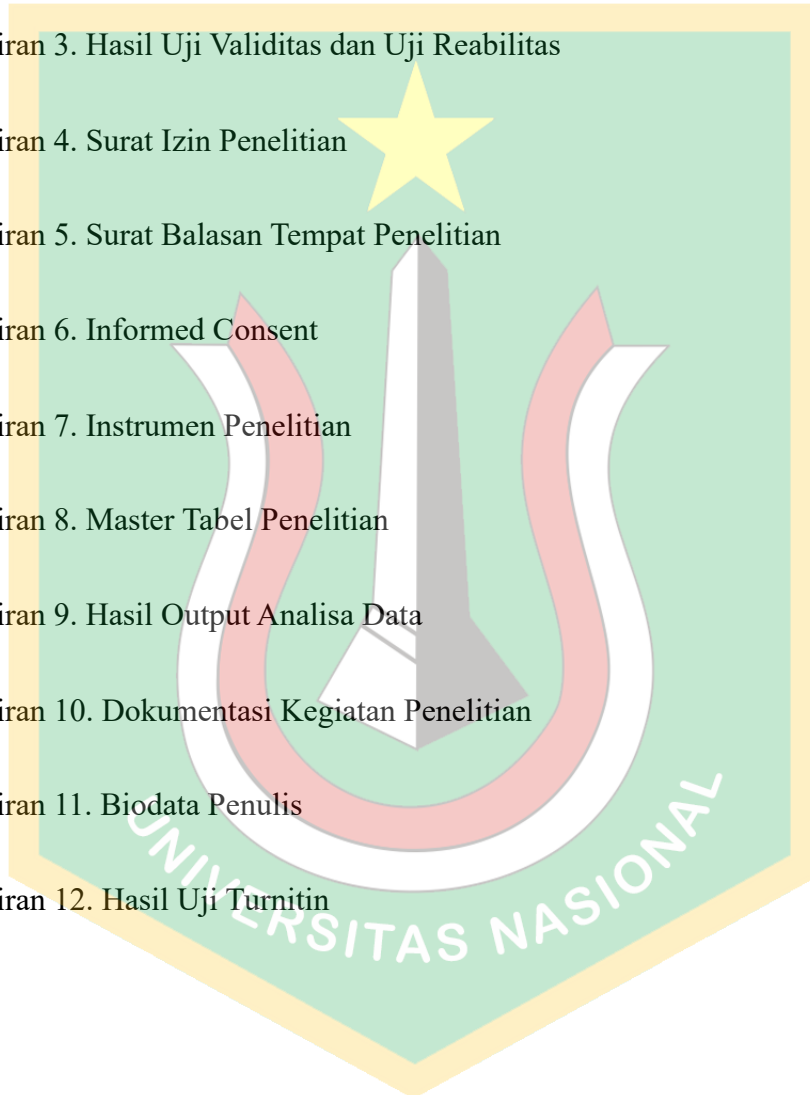 iran 3. Hasil Uji Validitas dan Uji Reabilitas
iran 4. Surat Izin Penelitian
iran 5. Surat Balasan Tempat Penelitian
iran 6. Informed Consent
iran 7. Instrumen Penelitian
iran 8. Master Tabel Penelitian
iran 9. Hasil Output Analisa Data
iran 10. Dokumentasi Kegiatan Penelitian
iran 11. Biodata Penulis
iran 12. Hasil Uji Turnitin
UNIVERSITAS NASIONAL